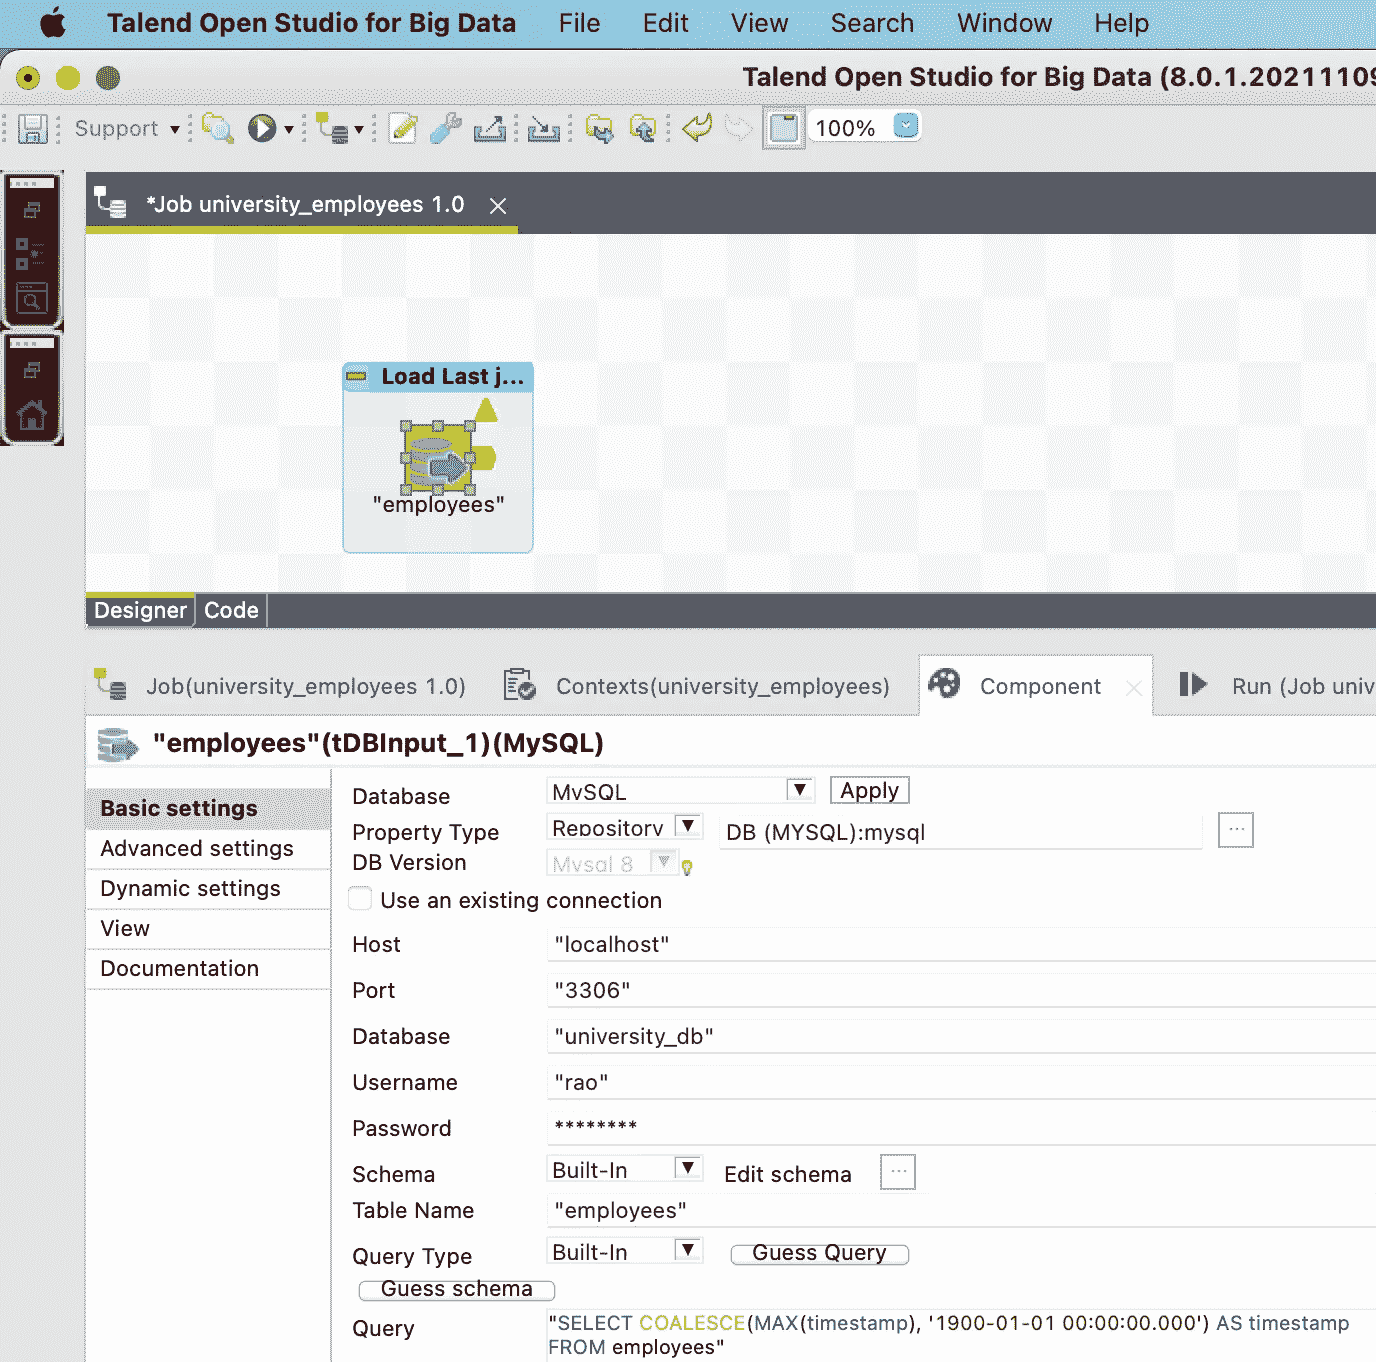 Talend Open Studio for Big Data File Edit View Search Window Help
Talend Open Studio for Big Data (8.0.1.20211109
Support 100%
*Job university_employees 1.0
Load Last j...
"employees"
Designer Code
Job(university_employees 1.0) Contexts(university_employees) Component Run (Job univ
"employees"(tDBInput_1)(MySQL)
Basic settings
Advanced settings
Dynamic settings
View
Documentation
Database MySQL Apply
Property Type Repository DB (MYSQL):mysql ...
DB Version Mysql 8
Use an existing connection
Host "localhost"
Port "3306"
Database "university_db"
Username "rao"
Password ********
Schema Built-In Edit schema ...
Table Name "employees"
Query Type Built-In Guess Query
Guess schema
Query "SELECT COALESCE(MAX(timestamp), '1900-01-01 00:00:00.000') AS timestamp
FROM employees"